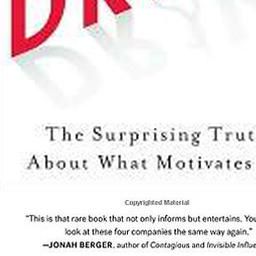 DR
The Surprising Trut
About What Motivates
Copyrighted Material
"This is that rare book that not only informs but entertains. You
look at these four companies the same way again."
—JONAH BERGER, author of Contagious and Invisible Influe